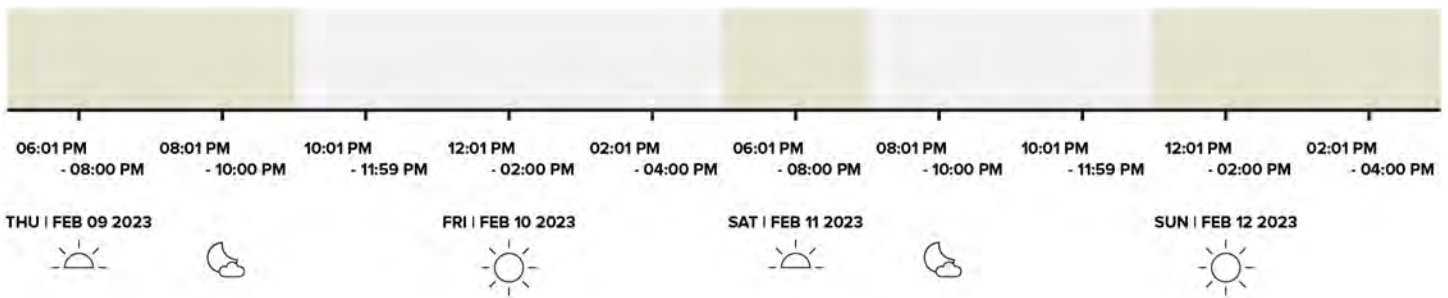 06:01 PM
- 08:00 PM
08:01 PM
- 10:00 PM
10:01 PM
- 11:59 PM
12:01 PM
- 02:00 PM
02:01 PM
- 04:00 PM
06:01 PM
- 08:00 PM
08:01 PM
- 10:00 PM
10:01 PM
- 11:59 PM
12:01 PM
- 02:00 PM
02:01 PM
- 04:00 PM
THU | FEB 09 2023
FRI | FEB 10 2023
SAT | FEB 11 2023
SUN | FEB 12 2023